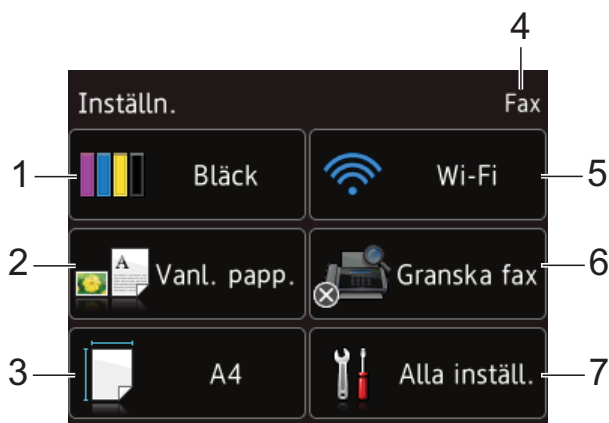 4
Inställn. Fax
1 Bläck Wi-Fi 5
2 A Vanl. papp. Granska fax 6
3 A4 Alla inställ. 7